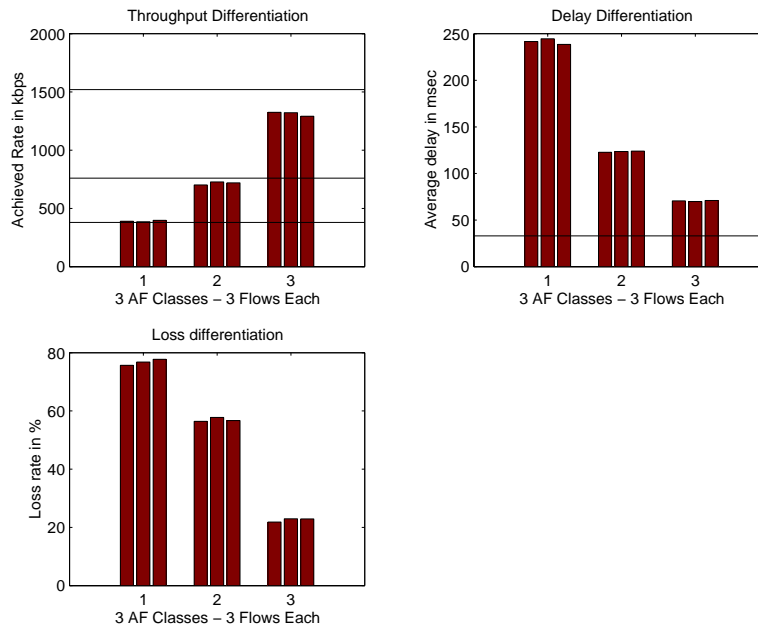 Throughput Differentiation
2000
1500
1000
500
0
Achieved Rate in kbps
1 2 3
3 AF Classes – 3 Flows Each
Delay Differentiation
250
200
150
100
50
0
Average delay in msec
1 2 3
3 AF Classes – 3 Flows Each
Loss differentiation
80
60
40
20
0
Loss rate in %
1 2 3
3 AF Classes – 3 Flows Each